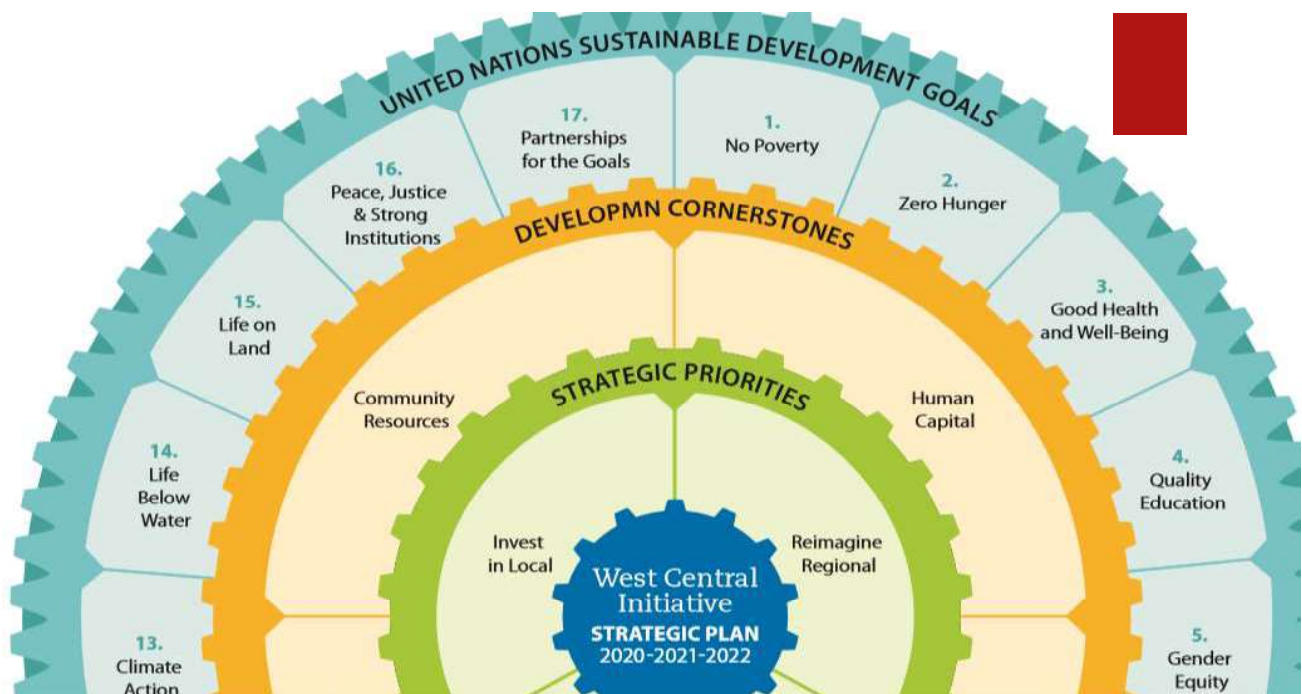 UNITED NATIONS SUSTAINABLE DEVELOPMENT GOALS
17.
Partnerships
for the Goals
1.
No Poverty
16.
Peace, Justice
& Strong
Institutions
2.
Zero Hunger
DEVELOPMN CORNERSTONES
15.
Life on
Land
3.
Good Health
and Well-Being
Community
Resources
STRATEGIC PRIORITIES
Human
Capital
14.
Life
Below
Water
4.
Quality
Education
Invest
in Local
Reimagine
Regional
West Central
Initiative
STRATEGIC PLAN
2020-2021-2022
13.
Climate
Action
5.
Gender
Equity